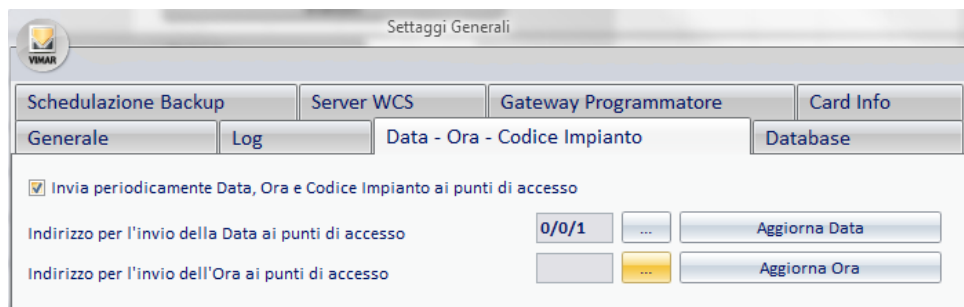 Settaggi Generali
VIMAR
Schedulazione Backup Server WCS Gateway Programmatore Card Info
Generale Log Data - Ora - Codice Impianto Database
Invia periodicamente Data, Ora e Codice Impianto ai punti di accesso
Indirizzo per l'invio della Data ai punti di accesso 0/0/1 ... Aggiorna Data
Indirizzo per l'invio dell'Ora ai punti di accesso ... Aggiorna Ora